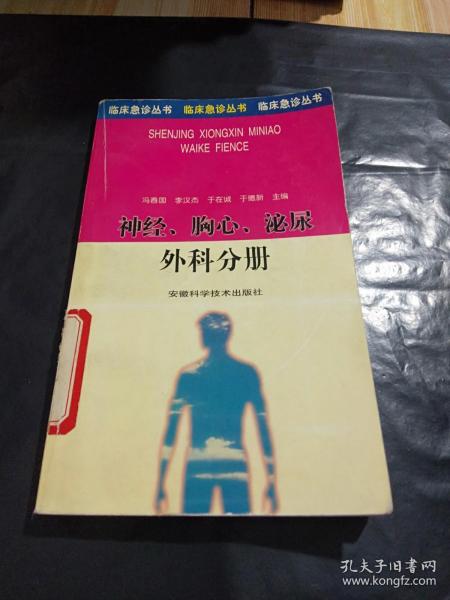 临床急诊丛书 临床急诊丛书 临床急诊丛书
SHENJING XIONGXIN MINIAO
WAIKE FIENCE
冯春国 李汉杰 于在诚 于德新 主编
神经、胸心、泌尿
外科分册
安徽科学技术出版社
孔夫子旧书网
www.kongfz.com